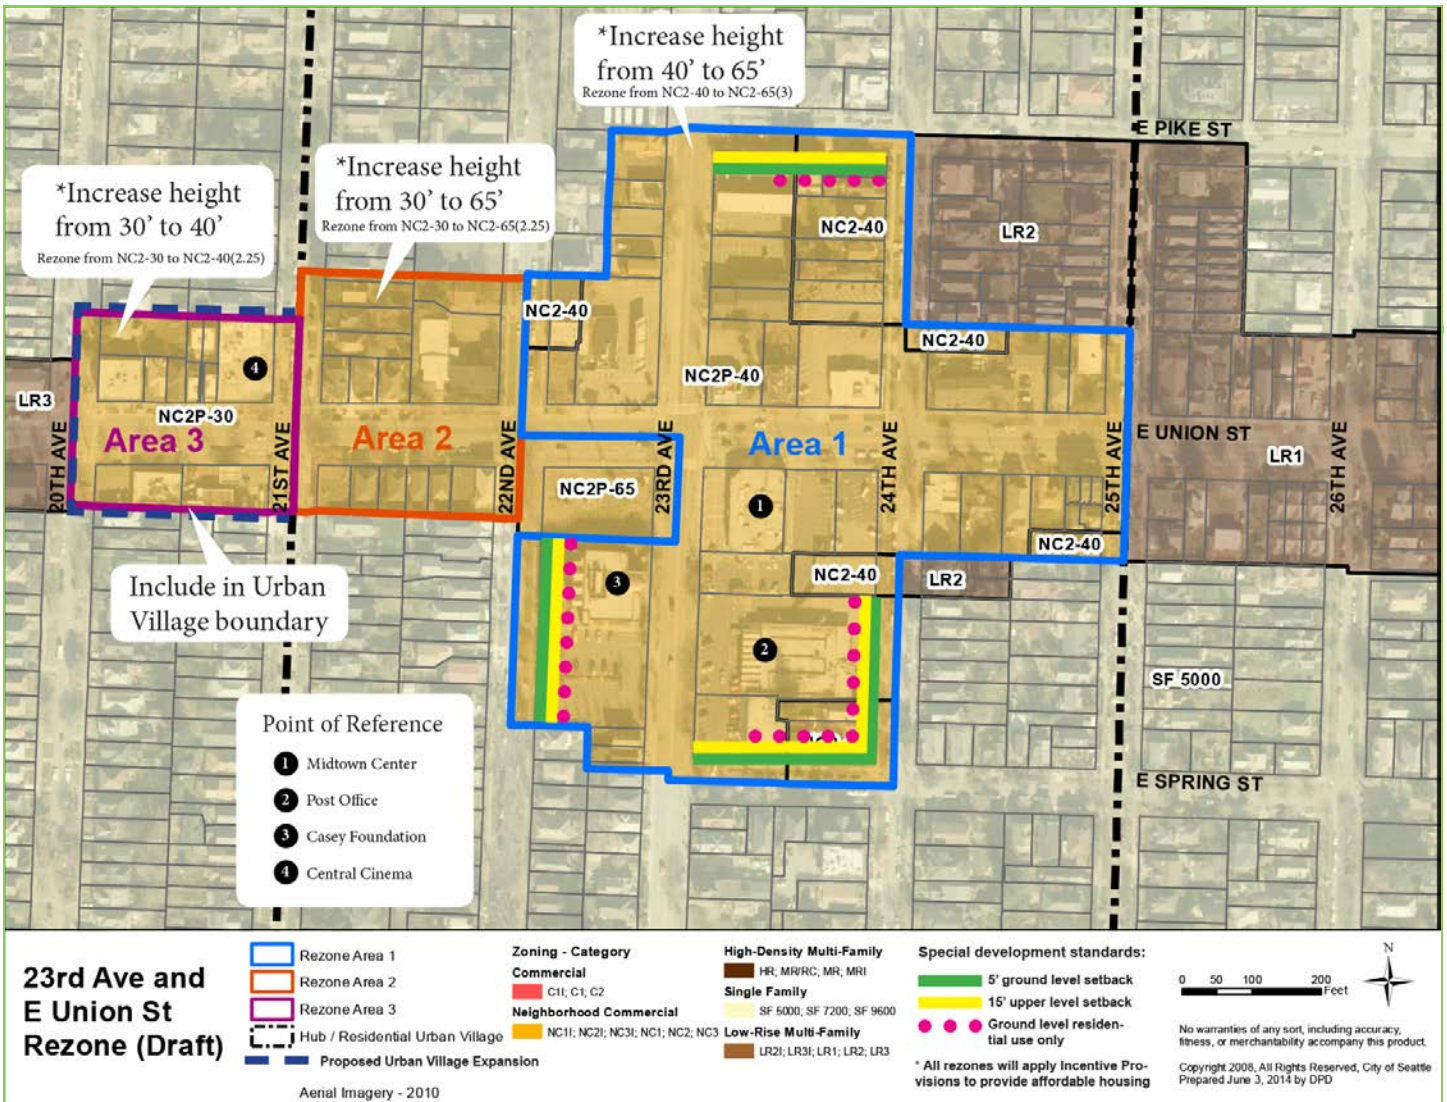 *Increase height
from 40' to 65'
Rezone from NC2-40 to NC2-65(3)
*Increase height
from 30' to 65'
Rezone from NC2-30 to NC2-65(2.25)
*Increase height
from 30' to 40'
Rezone from NC2-30 to NC2-40(2.25)
E PIKE ST
NC2-40
LR2
NC2-40
NC2-40
NC2P-40
LR3
4
NC2P-30
Area 3
Area 2
Area 1
E UNION ST
LR1
20TH AVE
21ST AVE
22ND AVE
23RD AVE
24TH AVE
25TH AVE
26TH AVE
NC2P-65
1
NC2-40
NC2-40
LR2
3
2
SF 5000
Include in Urban
Village boundary
E SPRING ST
Point of Reference
1 Midtown Center
2 Post Office
3 Casey Foundation
4 Central Cinema
23rd Ave and
E Union St
Rezone (Draft)
Rezone Area 1
Rezone Area 2
Rezone Area 3
Hub / Residential Urban Village
Proposed Urban Village Expansion
Aerial Imagery - 2010
Zoning - Category
Commercial
C1I; C1; C2
Neighborhood Commercial
NC1I; NC2I; NC3I; NC1; NC2; NC3
High-Density Multi-Family
HR; MR/RC; MR; MRI
Single Family
SF 5000; SF 7200; SF 9600
Low-Rise Multi-Family
LR2I; LR3I; LR1; LR2; LR3
Special development standards:
5' ground level setback
15' upper level setback
Ground level residen-
tial use only
* All rezones will apply Incentive Pro-
visions to provide affordable housing
N
0 50 100 200
Feet
No warranties of any sort, including accuracy,
fitness, or merchantability accompany this product.
Copyright 2008, All Rights Reserved, City of Seattle
Prepared June 3, 2014 by DPD